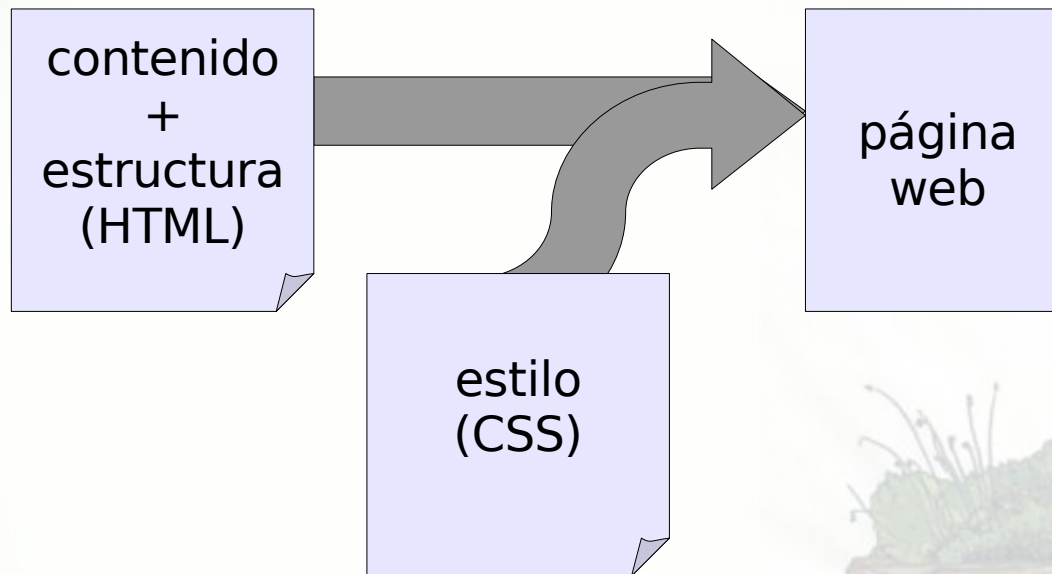 contenido
+
estructura
(HTML)
página
web
estilo
(CSS)